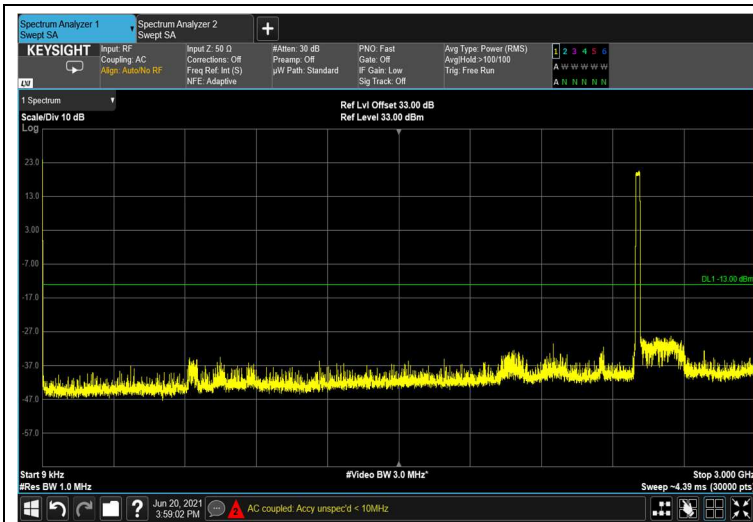 Spectrum Analyzer 1
Swept SA
Spectrum Analyzer 2
Swept SA
KEYSIGHT
Input: RF
Coupling: AC
Align: Auto/No RF
Input Z: 50 Ω
Corrections: Off
Freq Ref: Int (S)
NFE: Adaptive
#Atten: 30 dB
Preamp: Off
µW Path: Standard
PNO: Fast
Gate: Off
IF Gain: Low
Sig Track: Off
Avg Type: Power (RMS)
Avg|Hold:>100/100
Trig: Free Run
1 2 3 4 5 6
A W W W W W
A N N N N N
LXI
1 Spectrum
Scale/Div 10 dB
Log
Ref Lvl Offset 33.00 dB
Ref Level 33.00 dBm
23.0
13.0
3.00
-7.00
DL1 -13.00 dBm
-17.0
-27.0
-37.0
-47.0
-57.0
Start 9 kHz
#Res BW 1.0 MHz
#Video BW 3.0 MHz*
Stop 3.000 GHz
Sweep ~4.39 ms (30000 pts)
Jun 20, 2021
3:59:02 PM
2
AC coupled: Accy unspec'd < 10MHz